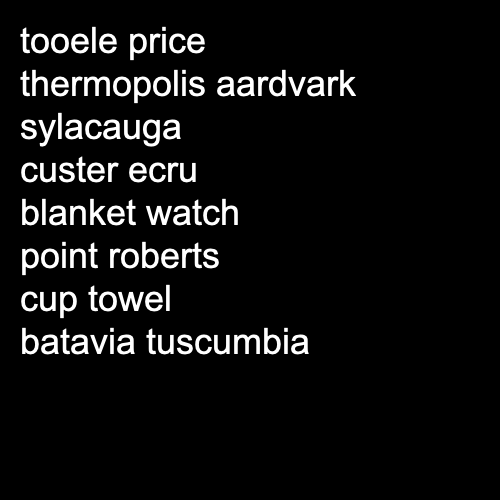 tooele price
thermopolis aardvark
sylacauga
custer ecru
blanket watch
point roberts
cup towel
batavia tuscumbia